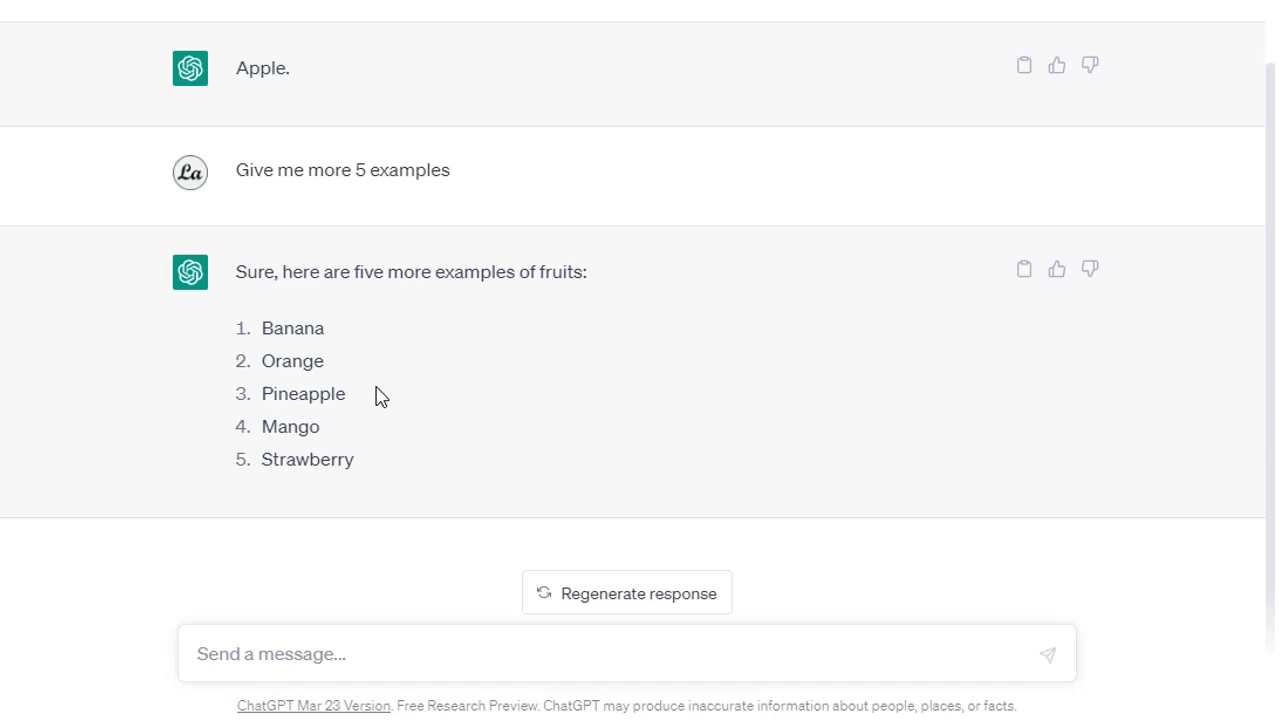 Apple.
La
Give me more 5 examples
Sure, here are five more examples of fruits:
1. Banana
2. Orange
3. Pineapple
4. Mango
5. Strawberry
Regenerate response
Send a message...
ChatGPT Mar 23 Version. Free Research Preview. ChatGPT may produce inaccurate information about people, places, or facts.